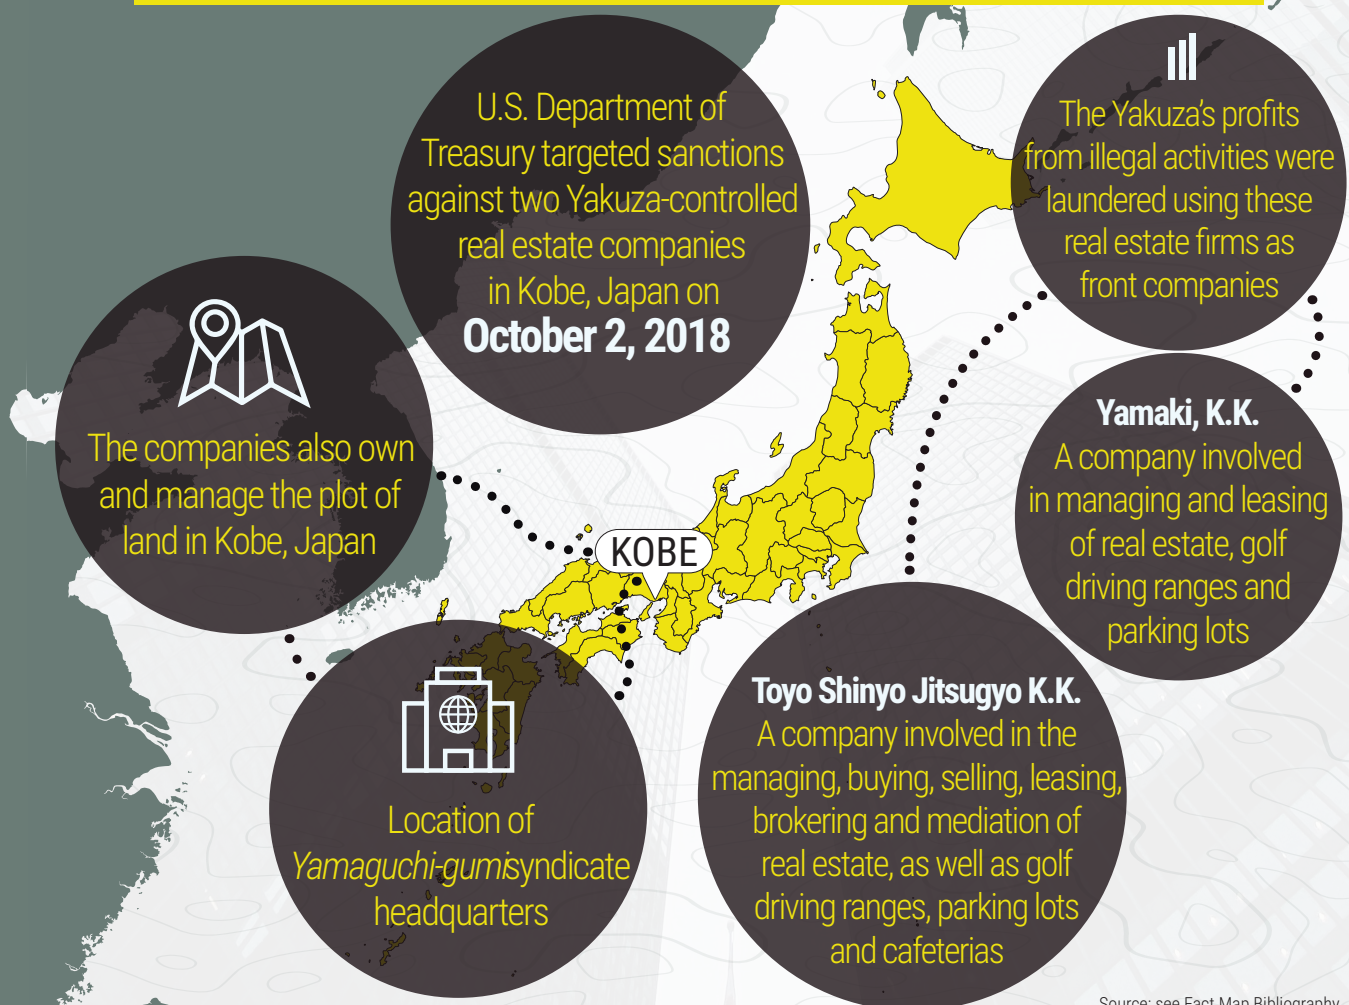 U.S. Department of
Treasury targeted sanctions
against two Yakuza-controlled
real estate companies
in Kobe, Japan on
October 2, 2018
The Yakuza’s profits
from illegal activities were
laundered using these
real estate firms as
front companies
The companies also own
and manage the plot of
land in Kobe, Japan
Yamaki, K.K.
A company involved
in managing and leasing
of real estate, golf
driving ranges and
parking lots
KOBE
Location of
Yamaguchi-gumisyndicate
headquarters
Toyo Shinyo Jitsugyo K.K.
A company involved in the
managing, buying, selling, leasing,
brokering and mediation of
real estate, as well as golf
driving ranges, parking lots
and cafeterias
Source: see Fact Map Bibliography